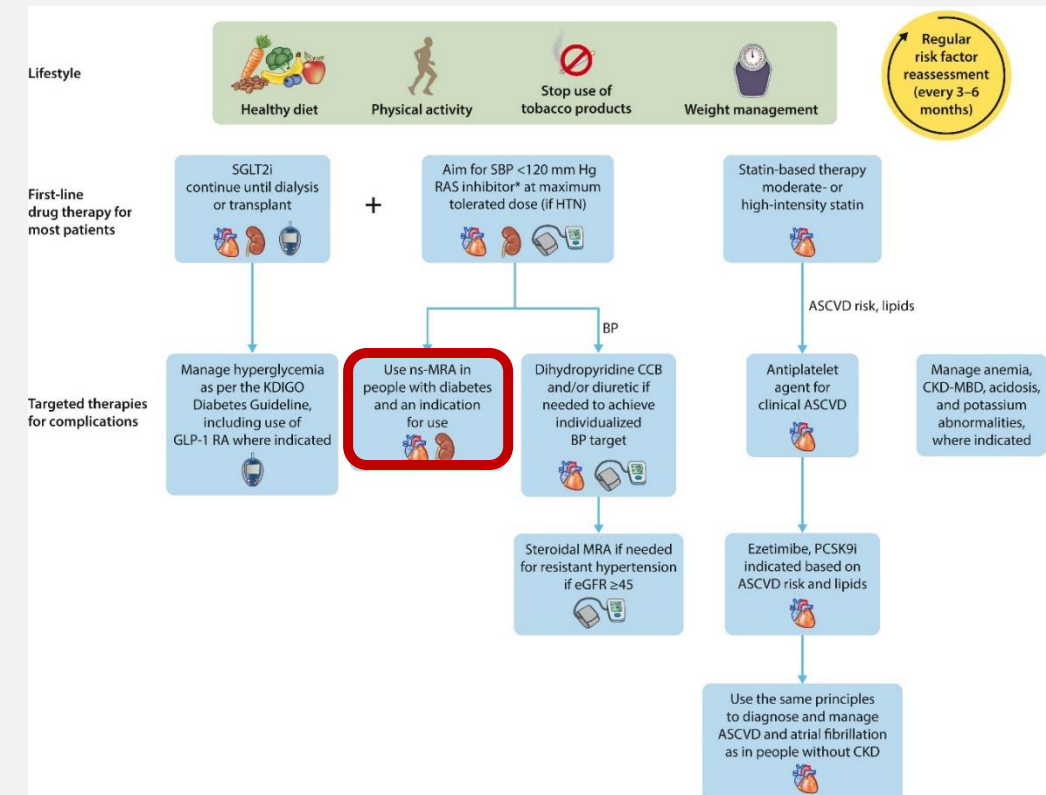 Lifestyle
Healthy diet
Physical activity
Stop use of
tobacco products
Weight management
Regular
risk factor
reassessment
(every 3–6
months)
First-line
drug therapy for
most patients
SGLT2i
continue until dialysis
or transplant
+
Aim for SBP <120 mm Hg
RAS inhibitor* at maximum
tolerated dose (if HTN)
Statin-based therapy
moderate- or
high-intensity statin
ASCVD risk, lipids
BP
Targeted therapies
for complications
Manage hyperglycemia
as per the KDIGO
Diabetes Guideline,
including use of
GLP-1 RA where indicated
Use ns-MRA in
people with diabetes
and an indication
for use
Dihydropyridine CCB
and/or diuretic if
needed to achieve
individualized
BP target
Antiplatelet
agent for
clinical ASCVD
Manage anemia,
CKD-MBD, acidosis,
and potassium
abnormalities,
where indicated
Steroidal MRA if needed
for resistant hypertension
if eGFR ≥45
Ezetimibe, PCSK9i
indicated based on
ASCVD risk and lipids
Use the same principles
to diagnose and manage
ASCVD and atrial fibrillation
as in people without CKD